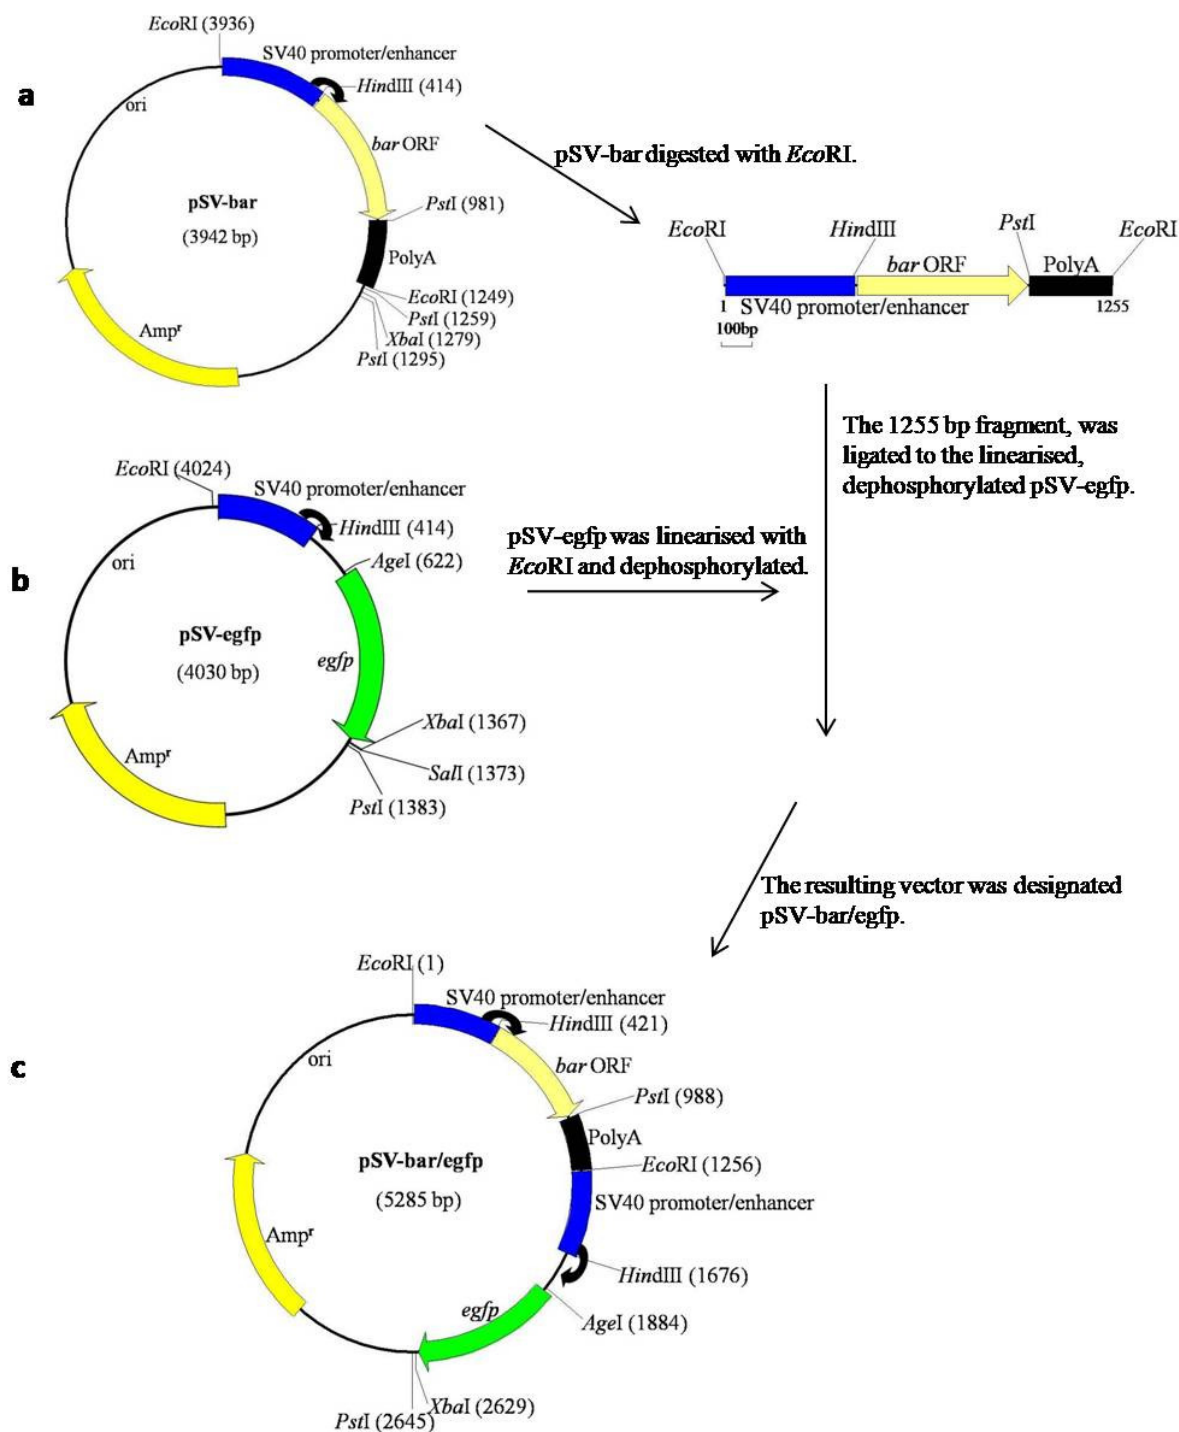 a
EcoRI (3936)
SV40 promoter/enhancer
HindIII (414)
ori
bar ORF
pSV-bar
(3942 bp)
PstI (981)
PolyA
EcoRI (1249)
PstI (1259)
XbaI (1279)
PstI (1295)
Ampr
pSV-bar digested with EcoRI.
EcoRI
HindIII
PstI
EcoRI
bar ORF
PolyA
1
SV40 promoter/enhancer
1255
100bp
The 1255 bp fragment, was
ligated to the linearised,
dephosphorylated pSV-egfp.
b
EcoRI (4024)
SV40 promoter/enhancer
HindIII (414)
ori
AgeI (622)
pSV-egfp
(4030 bp)
egfp
XbaI (1367)
SalI (1373)
PstI (1383)
Ampr
pSV-egfp was linearised with
EcoRI and dephosphorylated.
The resulting vector was designated
pSV-bar/egfp.
c
EcoRI (1)
SV40 promoter/enhancer
HindIII (421)
ori
bar ORF
PstI (988)
PolyA
pSV-bar/egfp
(5285 bp)
EcoRI (1256)
SV40 promoter/enhancer
Ampr
HindIII (1676)
egfp
AgeI (1884)
XbaI (2629)
PstI (2645)